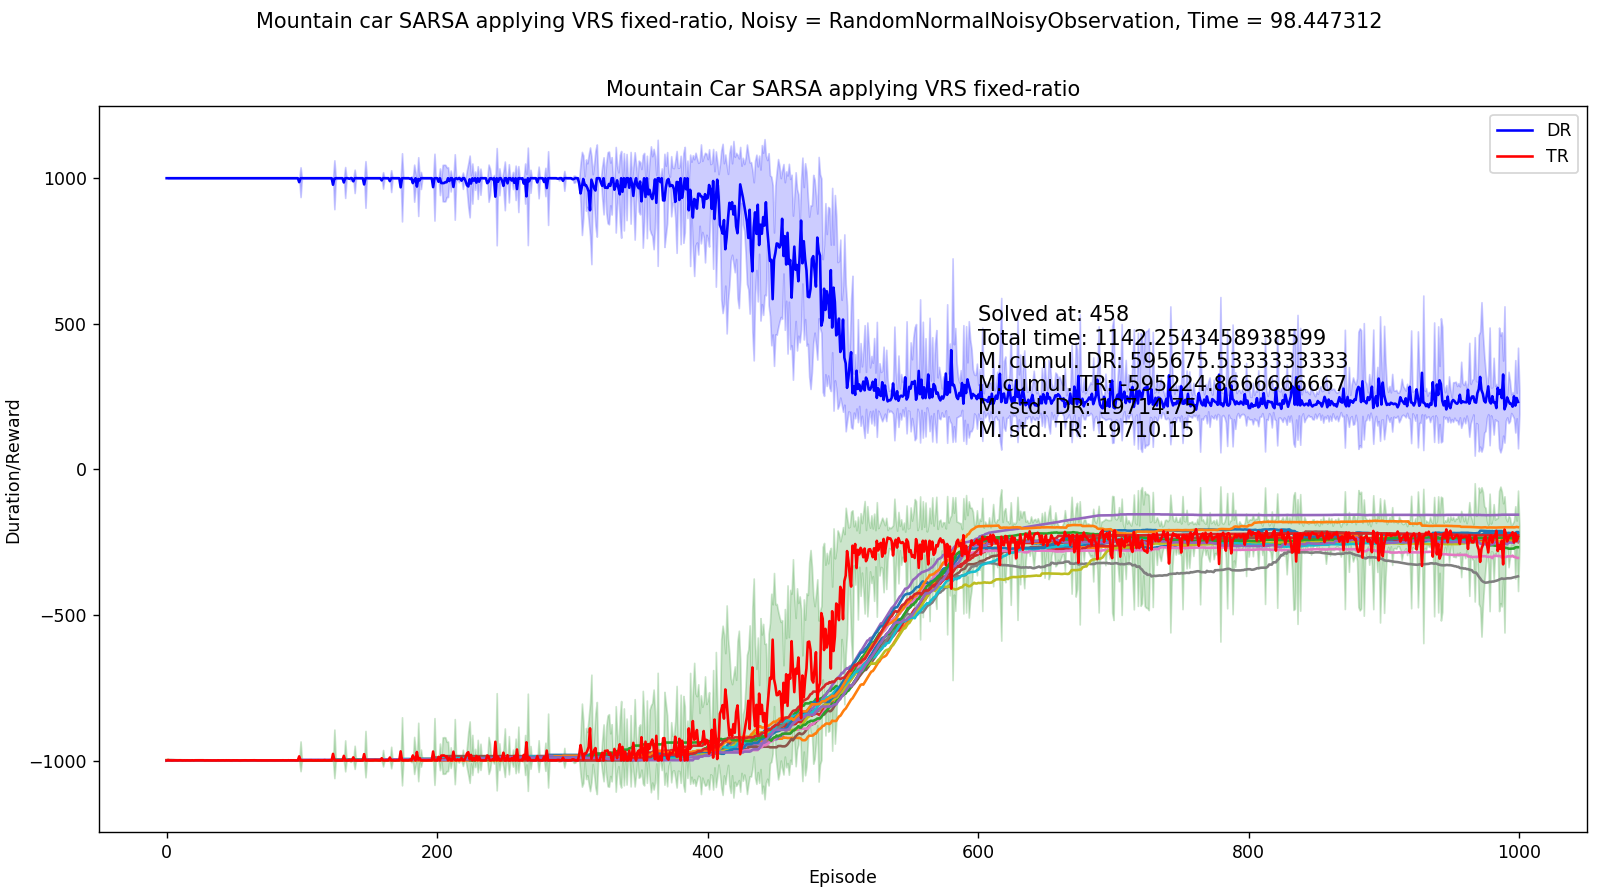 Mountain car SARSA applying VRS fixed-ratio, Noisy = RandomNormalNoisyObservation, Time = 98.447312
Mountain Car SARSA applying VRS fixed-ratio
DR
TR
1000
500
0
−500
−1000
Duration/Reward
Solved at: 458
Total time: 1142.2543458938599
M. cumul. DR: 595675.5333333333
M.cumul. TR: -595224.8666666667
M. std. DR: 19714.75
M. std. TR: 19710.15
0
200
400
600
800
1000
Episode